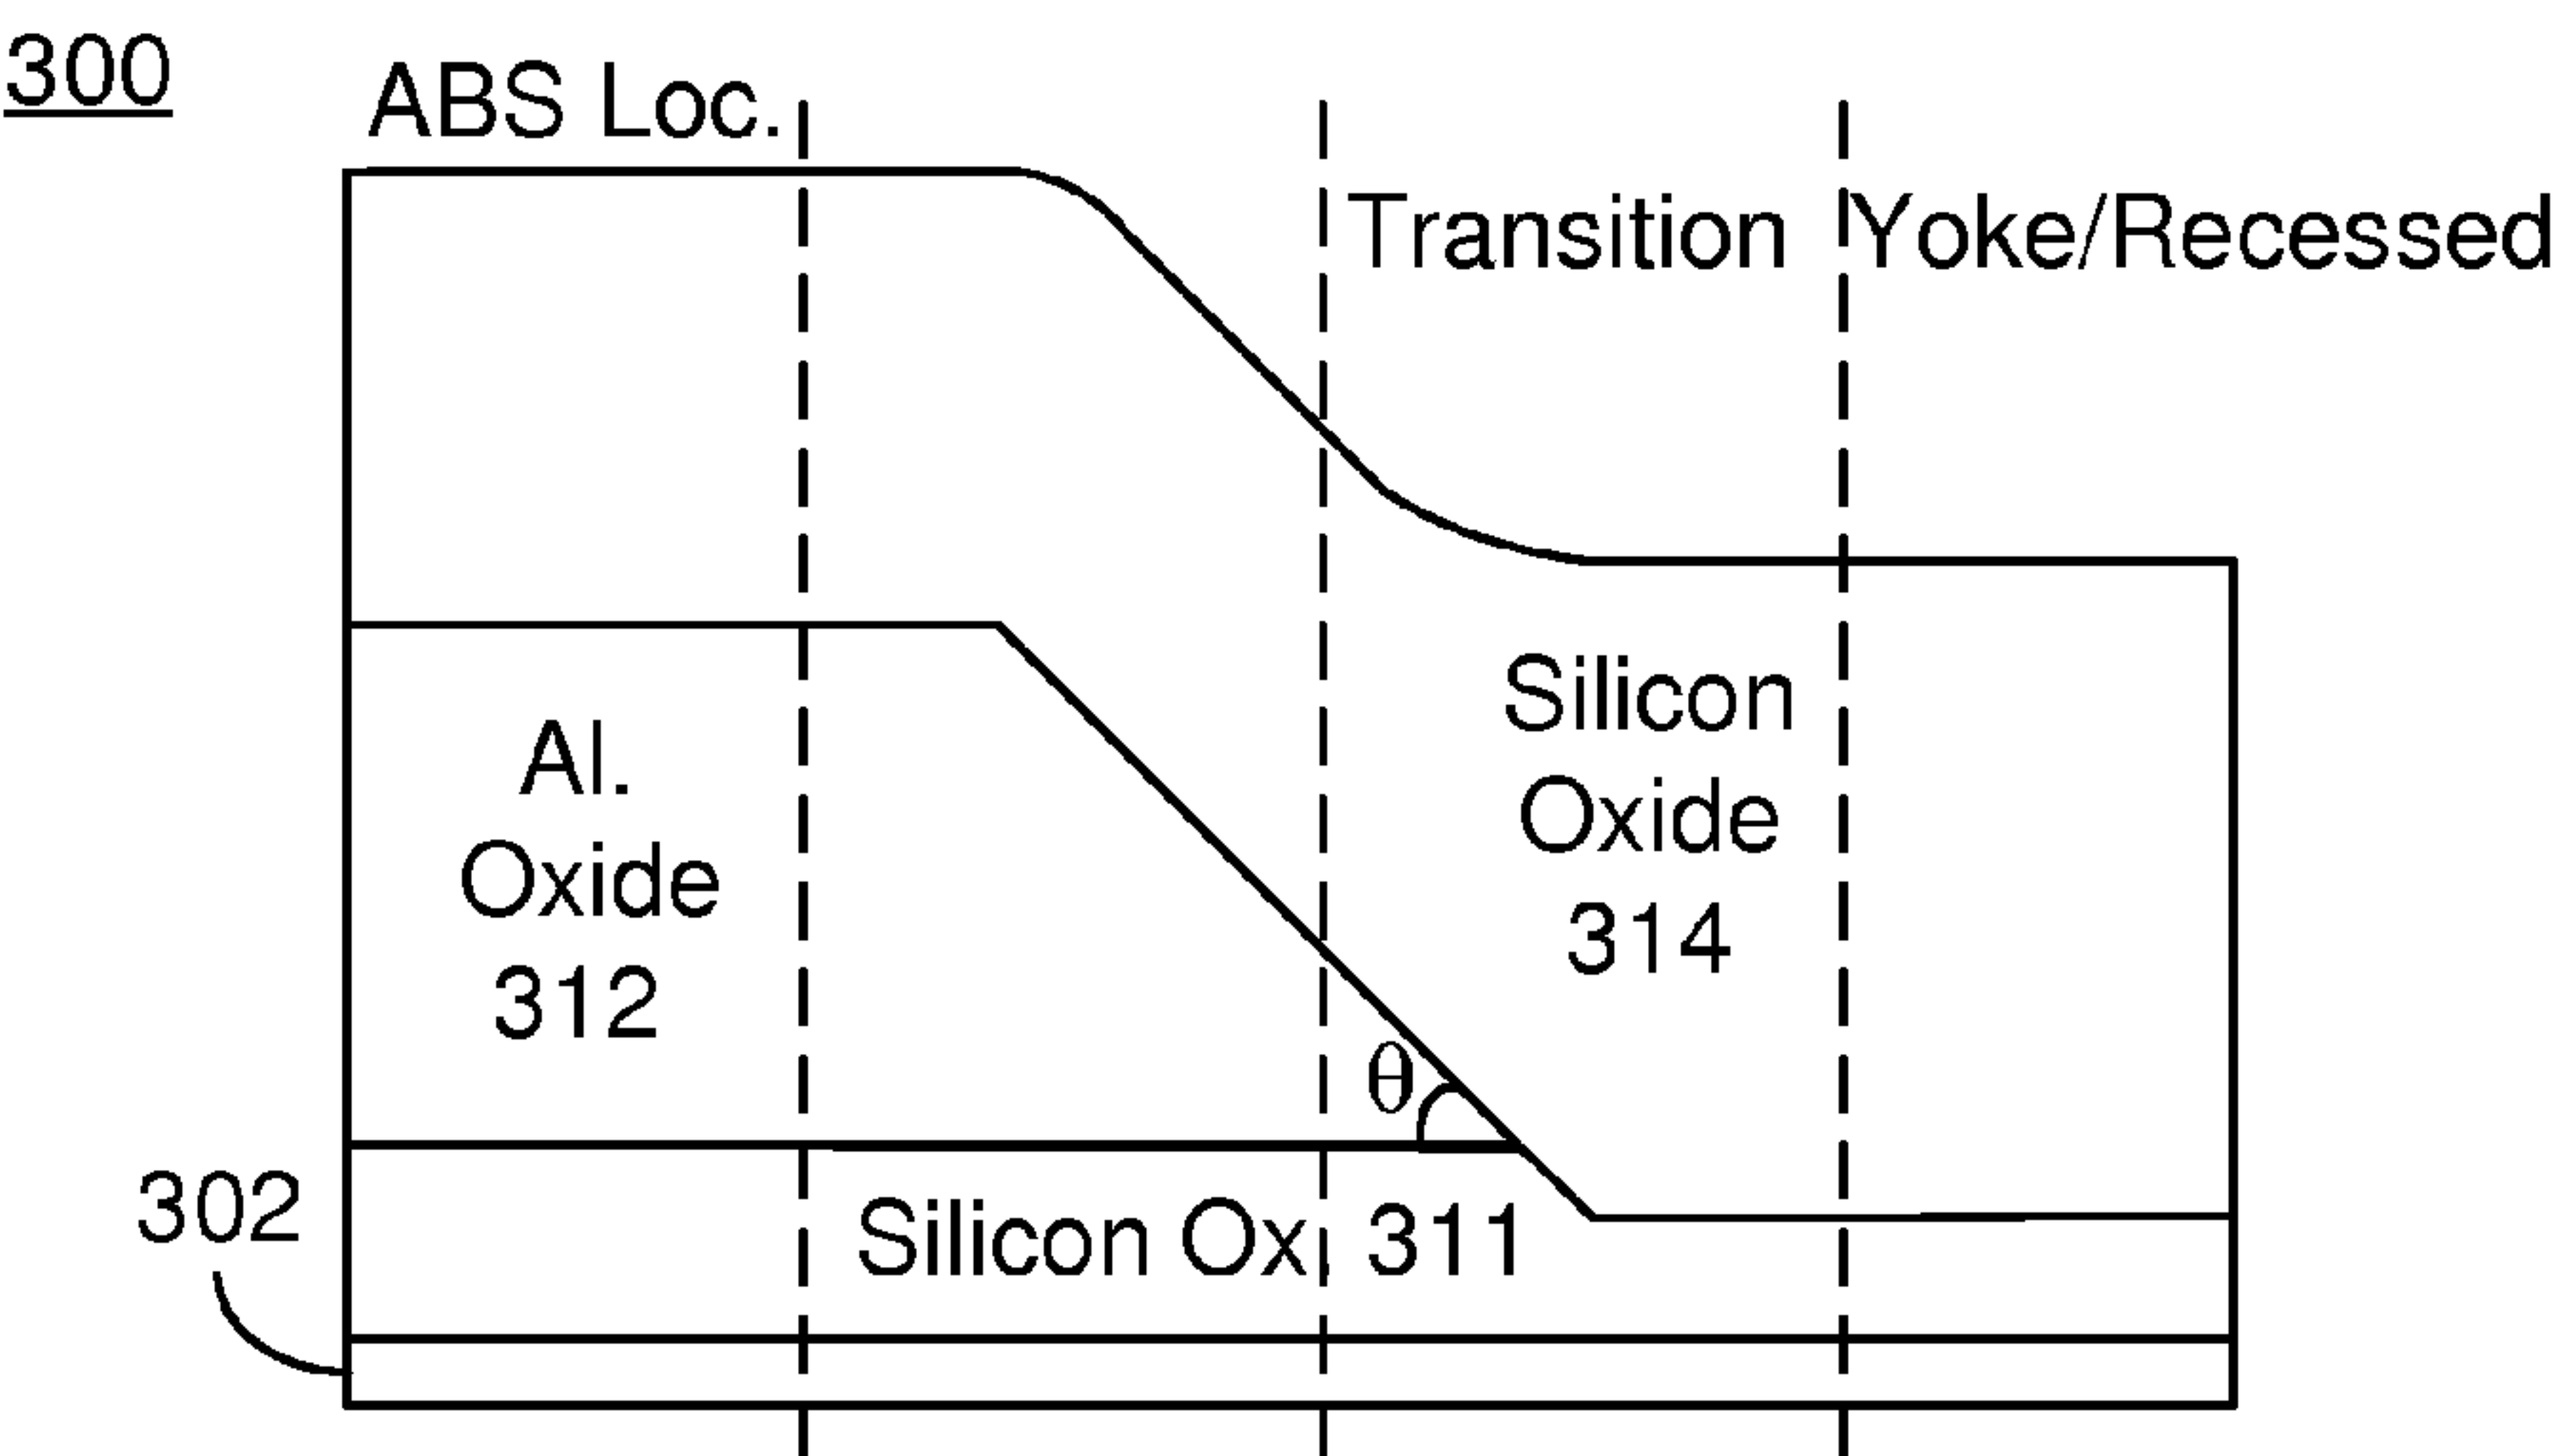 300
ABS Loc.
Transition
Yoke/Recessed
Silicon
Oxide
314
Al.
Oxide
312
θ
302
Silicon Ox. 311